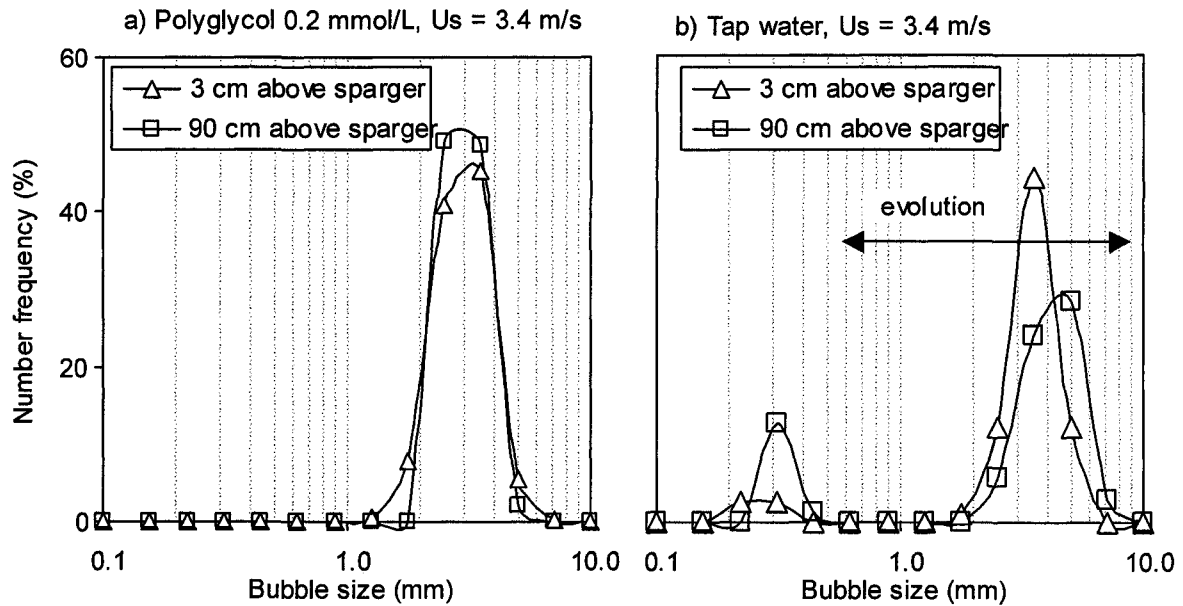 a) Polyglycol 0.2 mmol/L, Us = 3.4 m/s
b) Tap water, Us = 3.4 m/s
60
40
20
0
Number frequency (%)
3 cm above sparger
90 cm above sparger
0.1
1.0
10.0
Bubble size (mm)
3 cm above sparger
90 cm above sparger
evolution
0.1
1.0
10.0
Bubble size (mm)